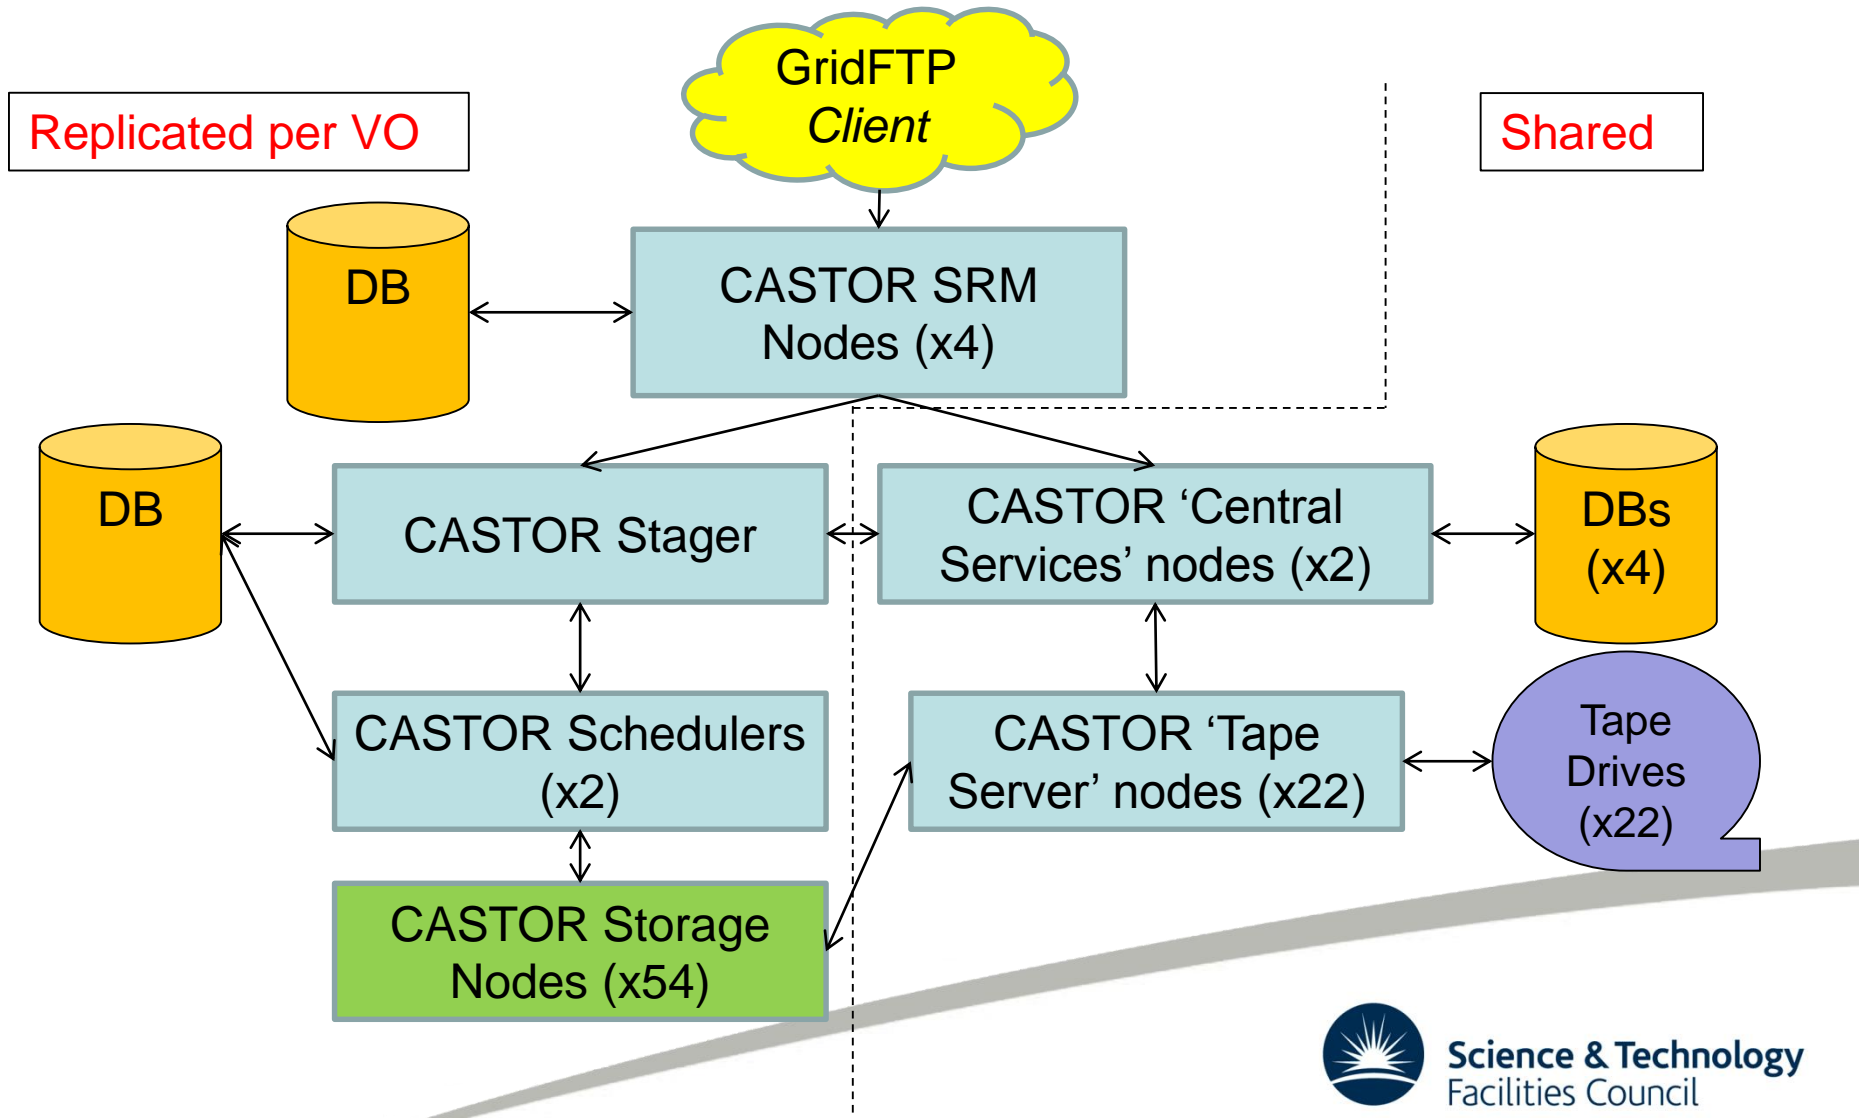 GridFTP
Client
Replicated per VO
Shared
DB
CASTOR SRM
Nodes (x4)
DB
CASTOR Stager
CASTOR ‘Central
Services’ nodes (x2)
DBs
(x4)
CASTOR Schedulers
(x2)
CASTOR ‘Tape
Server’ nodes (x22)
Tape
Drives
(x22)
CASTOR Storage
Nodes (x54)
Science & Technology
Facilities Council